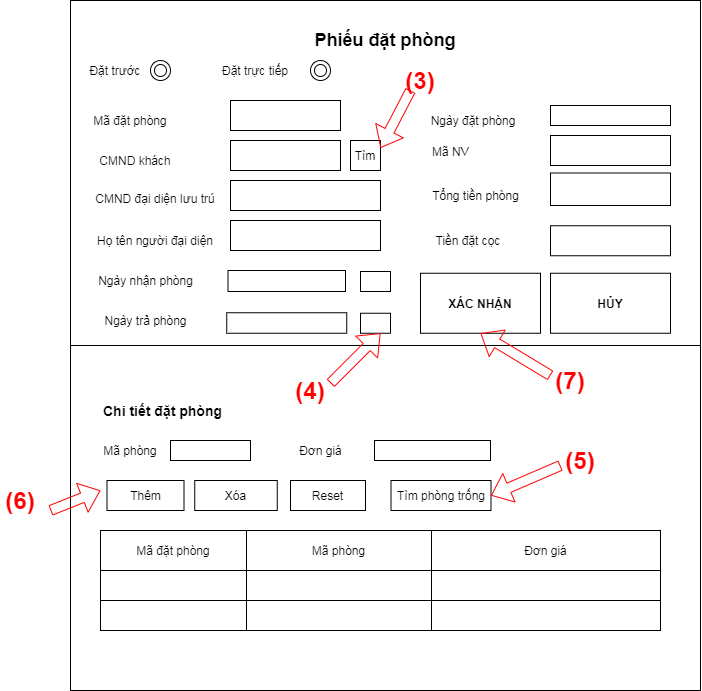 Phiếu đặt phòng
Đặt trước
Đặt trực tiếp
(3)
Mã đặt phòng
Ngày đặt phòng
CMND khách
Tìm
Mã NV
CMND đại diện lưu trú
Tổng tiền phòng
Họ tên người đại diện
Tiền đặt cọc
Ngày nhận phòng
XÁC NHẬN
HỦY
Ngày trả phòng
(4)
(7)
Chi tiết đặt phòng
Mã phòng
Đơn giá
(5)
(6)
Thêm
Xóa
Reset
Tìm phòng trống
Mã đặt phòng
Mã phòng
Đơn giá